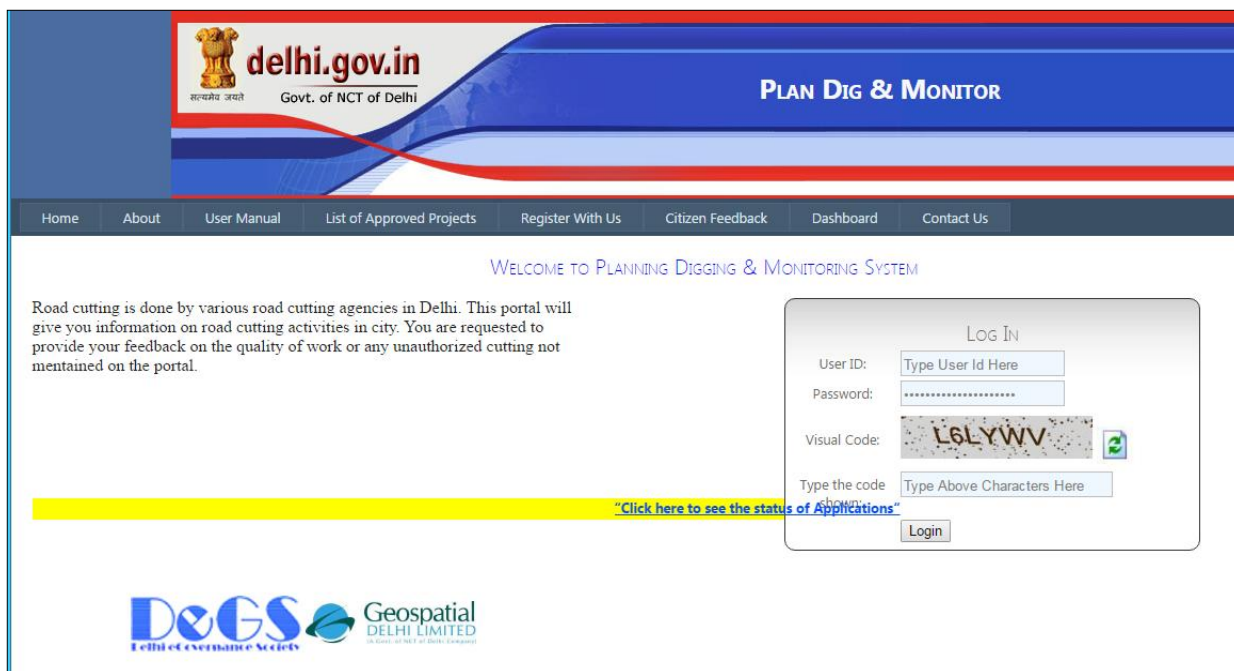 delhi.gov.in
सत्यमेव जयते
Govt. of NCT of Delhi
PLAN DIG & MONITOR
Home About User Manual List of Approved Projects Register With Us Citizen Feedback Dashboard Contact Us
WELCOME TO PLANNING DIGGING & MONITORING SYSTEM
Road cutting is done by various road cutting agencies in Delhi. This portal will
give you information on road cutting activities in city. You are requested to
provide your feedback on the quality of work or any unauthorized cutting not
mentained on the portal.
LOG IN
User ID: Type User Id Here
Password:
Visual Code: L6LYWV
Type the code
shown:
Type Above Characters Here
"Click here to see the status of Applications"
Login
DeGS
Delhi eGovernance Society
Geospatial
DELHI LIMITED
(A Govt. of NCT of Delhi Company)